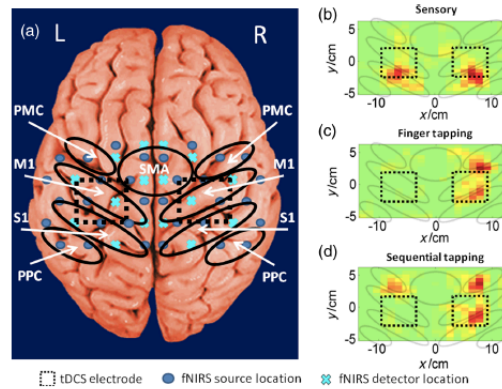 (a) L R
PMC PMC
SMA
M1 M1
S1 S1
PPC PPC
(b) Sensory
y/cm
5
0
-5
-10 0 10
x/cm
(c) Finger tapping
y/cm
5
0
-5
-10 0 10
x/cm
(d) Sequential tapping
y/cm
5
0
-5
-10 0 10
x/cm
tDCS electrode fNIRS source location fNIRS detector location